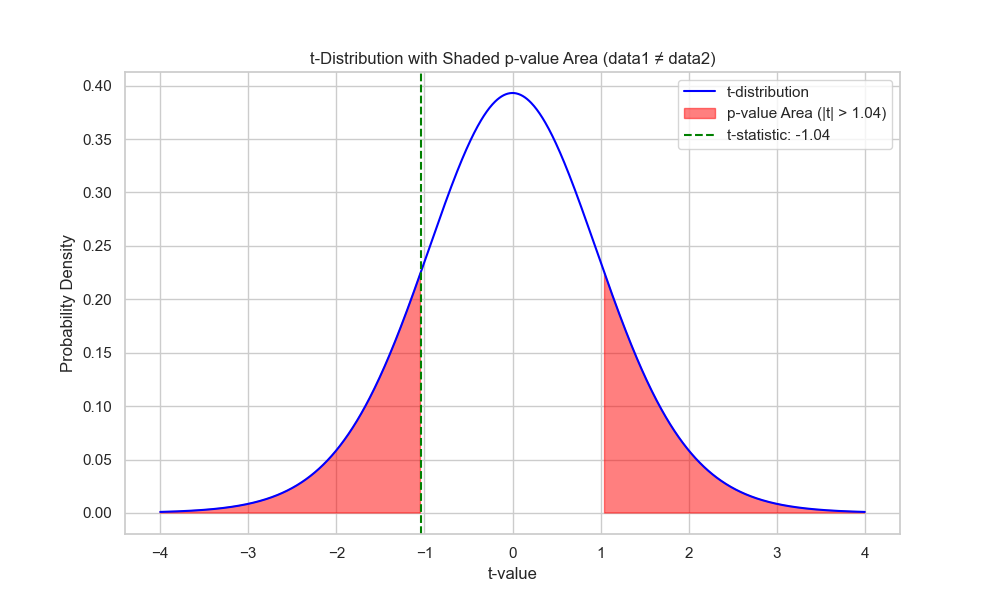 t-Distribution with Shaded p-value Area (data1 ≠ data2)
t-distribution
p-value Area (|t| > 1.04)
t-statistic: -1.04
Probability Density
0.40
0.35
0.30
0.25
0.20
0.15
0.10
0.05
0.00
−4 −3 −2 −1 0 1 2 3 4
t-value